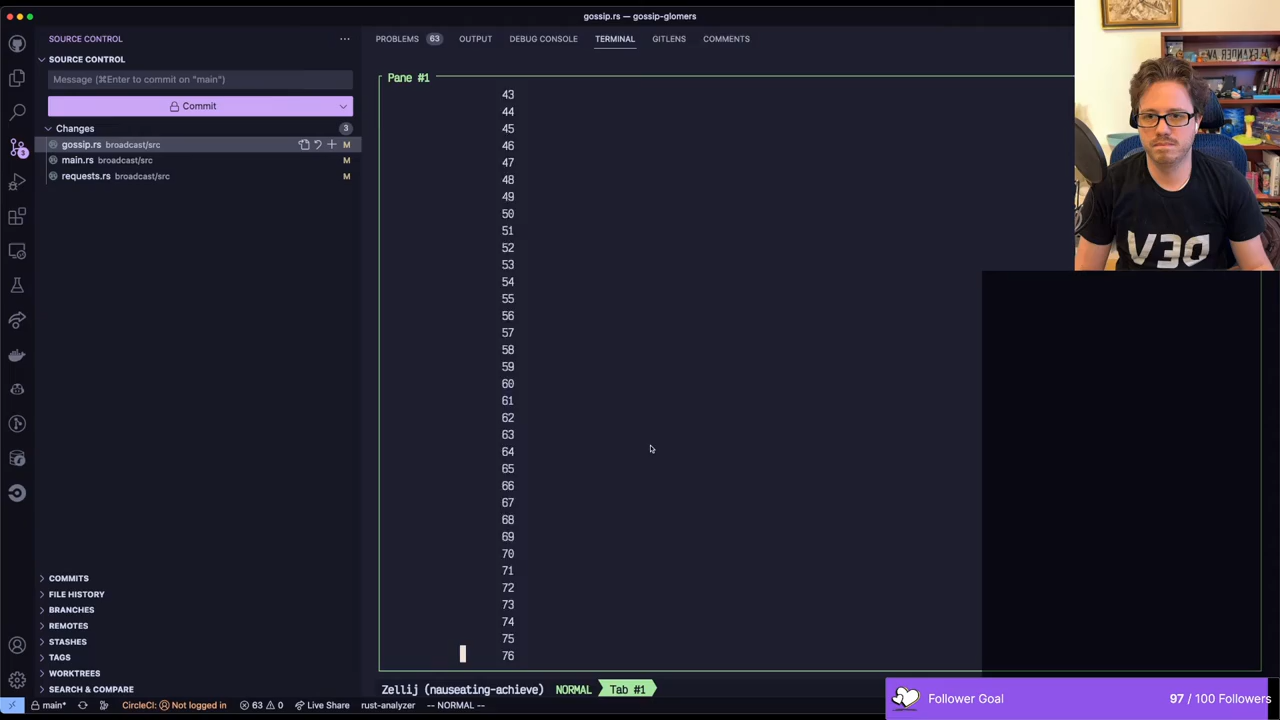 gossip.rs — gossip-glomers
SOURCE CONTROL
PROBLEMS 63 OUTPUT DEBUG CONSOLE TERMINAL GITLENS COMMENTS
SOURCE CONTROL
Message (⌘Enter to commit on "main")
Commit
Changes 3
gossip.rs broadcast/src M
main.rs broadcast/src M
requests.rs broadcast/src M
COMMITS
FILE HISTORY
BRANCHES
REMOTES
STASHES
TAGS
WORKTREES
SEARCH & COMPARE
Pane #1
43
44
45
46
47
48
49
50
51
52
53
54
55
56
57
58
59
60
61
62
63
64
65
66
67
68
69
70
71
72
73
74
75
76
Zellij (nauseating-achieve) NORMAL Tab #1
main* CircleCI: Not logged in 63 0 Live Share rust-analyzer -- NORMAL --
Follower Goal 97 / 100 Followers